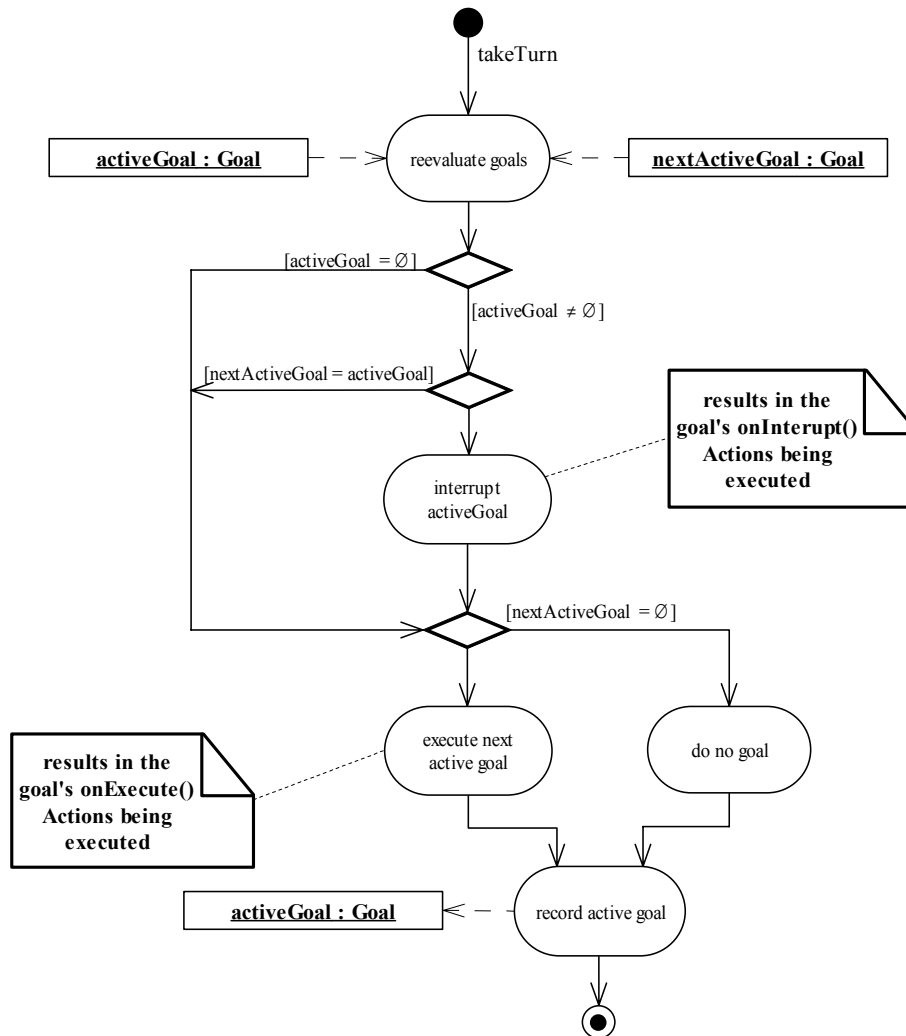 takeTurn
activeGoal : Goal
reevaluate goals
nextActiveGoal : Goal
[activeGoal = ∅]
[activeGoal ≠ ∅]
[nextActiveGoal = activeGoal]
results in the
goal's onInterupt()
Actions being
executed
interrupt
activeGoal
[nextActiveGoal = ∅]
execute next
active goal
do no goal
results in the
goal's onExecute()
Actions being
executed
activeGoal : Goal
record active goal